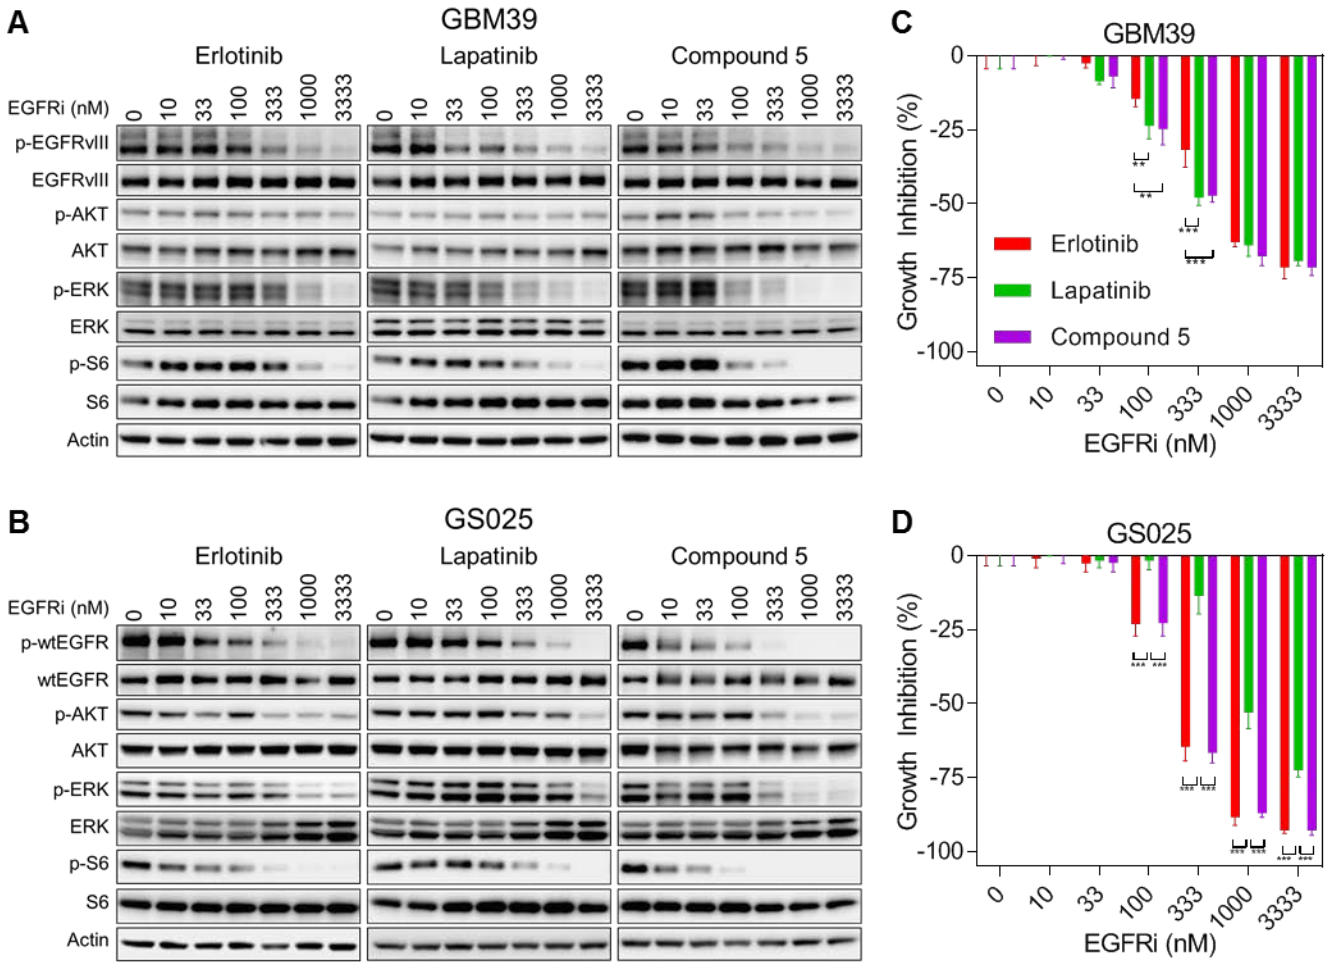 A
GBM39
Erlotinib Lapatinib Compound 5
EGFRi (nM) 0 10 33 100 333 1000 3333 0 10 33 100 333 1000 3333 0 10 33 100 333 1000 3333
p-EGFRvIII
EGFRvIII
p-AKT
AKT
p-ERK
ERK
p-S6
S6
Actin
B
GS025
Erlotinib Lapatinib Compound 5
EGFRi (nM) 0 10 33 100 333 1000 3333 0 10 33 100 333 1000 3333 0 10 33 100 333 1000 3333
p-wtEGFR
wtEGFR
p-AKT
AKT
p-ERK
ERK
p-S6
S6
Actin
C
GBM39
Growth Inhibition (%)
0
-25
-50
-75
-100
**
**
***
***
Erlotinib
Lapatinib
Compound 5
0 10 33 100 333 1000 3333
EGFRi (nM)
D
GS025
Growth Inhibition (%)
0
-25
-50
-75
-100
*** ***
*** ***
*** ***
*** ***
0 10 33 100 333 1000 3333
EGFRi (nM)